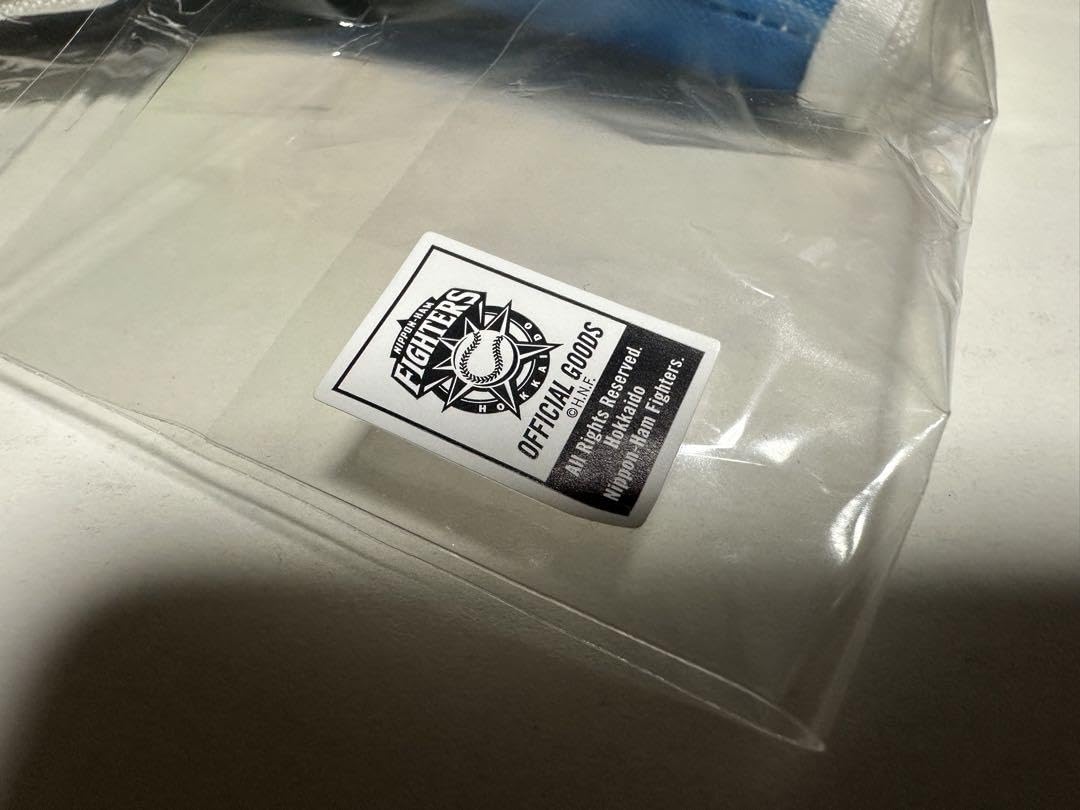 NIPPON-HAM
FIGHTERS
HOKKAIDO
OFFICIAL GOODS
©H.N.F.
All Rights Reserved.
Hokkaido
Nippon-Ham Fighters.